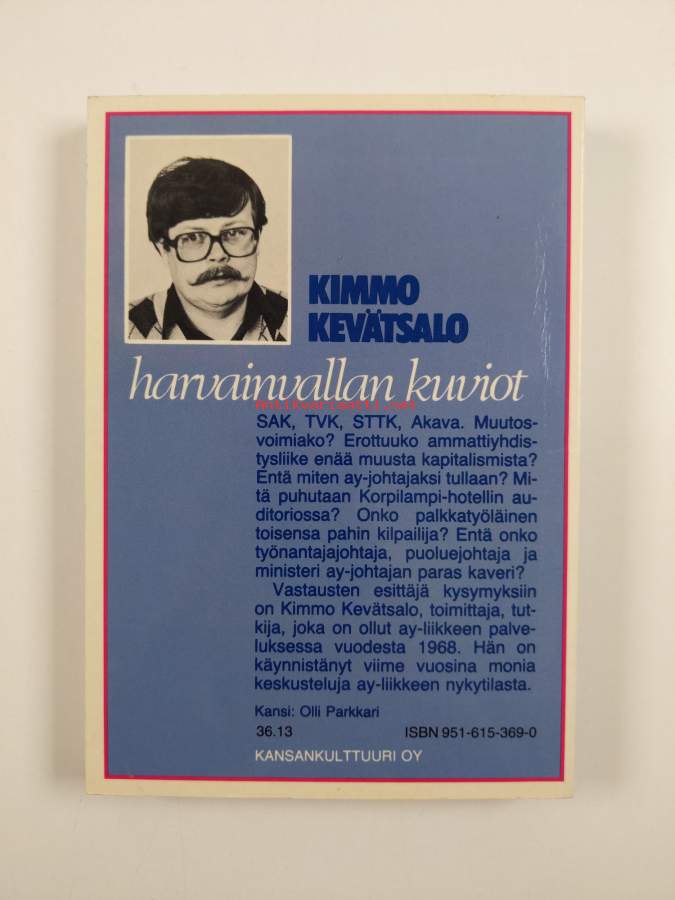 KIMMO
KEVÄTSALO
harvainvallan kuviot
antikvariaatti.net
SAK, TVK, STTK, Akava. Muutos-
voimiako? Erottuuko ammattiyhdis-
tysliike enää muusta kapitalismista?
Entä miten ay-johtajaksi tullaan? Mi-
tä puhutaan Korpilampi-hotellin au-
ditoriossa? Onko palkkatyöläinen
toisensa pahin kilpailija? Entä onko
työnantajajohtaja, puoluejohtaja ja
ministeri ay-johtajan paras kaveri?
Vastausten esittäjä kysymyksiin
on Kimmo Kevätsalo, toimittaja, tut-
kija, joka on ollut ay-liikkeen palve-
luksessa vuodesta 1968. Hän on
käynnistänyt viime vuosina monia
keskusteluja ay-liikkeen nykytilasta.
Kansi: Olli Parkkari
36.13 ISBN 951-615-369-0
KANSANKULTTUURI OY